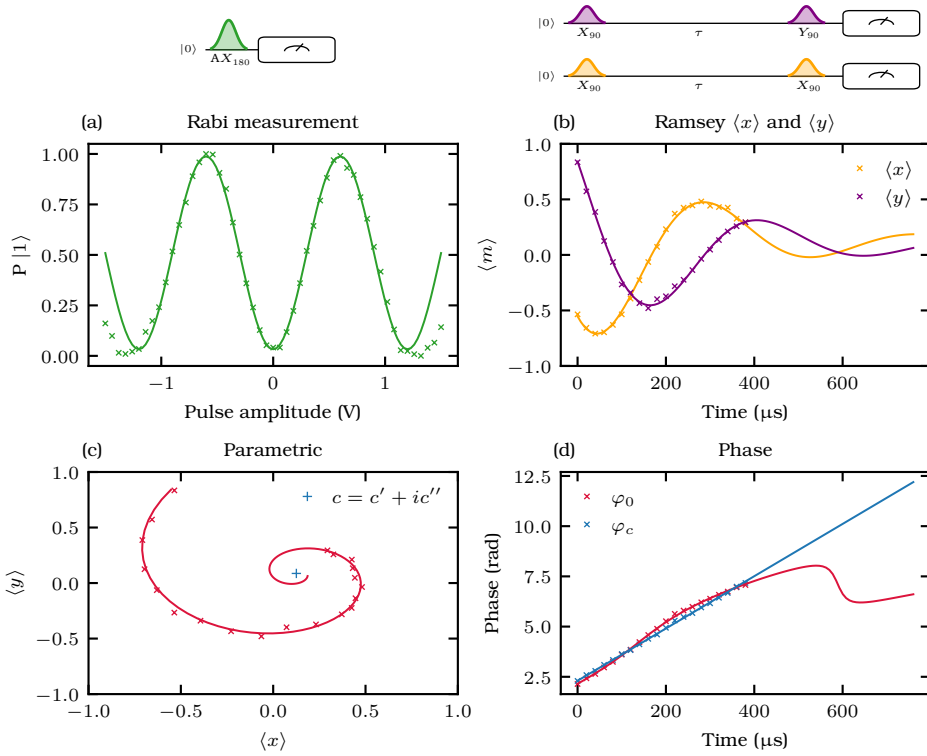 |0⟩ AX₁₈₀
|0⟩ X₉₀ τ Y₉₀
|0⟩ X₉₀ τ X₉₀
(a) Rabi measurement
P |1⟩
1.00
0.75
0.50
0.25
0.00
−1 0 1
Pulse amplitude (V)
(b) Ramsey ⟨x⟩ and ⟨y⟩
⟨m⟩
1.0
0.5
0.0
−0.5
−1.0
⟨x⟩
⟨y⟩
0 200 400 600
Time (μs)
(c) Parametric
⟨y⟩
1.0
0.5
0.0
−0.5
−1.0
c = c′ + ic′′
−1.0 −0.5 0.0 0.5 1.0
⟨x⟩
(d) Phase
Phase (rad)
12.5
10.0
7.5
5.0
2.5
φ₀
φ_c
0 200 400 600
Time (μs)